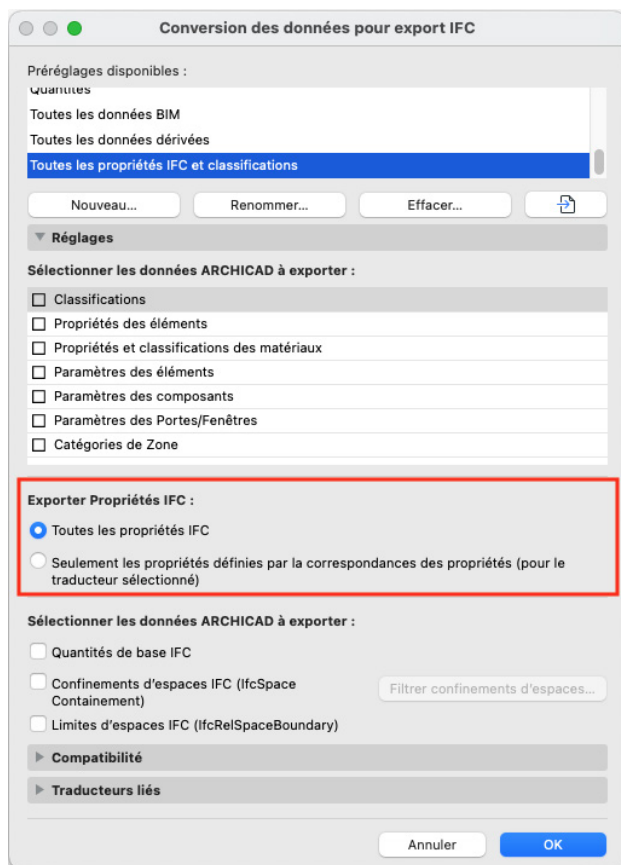 Conversion des données pour export IFC
Préréglages disponibles :
Quantités
Toutes les données BIM
Toutes les données dérivées
Toutes les propriétés IFC et classifications
Nouveau...
Renommer...
Effacer...
Réglages
Sélectionner les données ARCHICAD à exporter :
Classifications
Propriétés des éléments
Propriétés et classifications des matériaux
Paramètres des éléments
Paramètres des composants
Paramètres des Portes/Fenêtres
Catégories de Zone
Exporter Propriétés IFC :
Toutes les propriétés IFC
Seulement les propriétés définies par la correspondances des propriétés (pour le
traducteur sélectionné)
Sélectionner les données ARCHICAD à exporter :
Quantités de base IFC
Confinements d'espaces IFC (IfcSpace
Containement)
Filtrer confinements d'espaces...
Limites d'espaces IFC (IfcRelSpaceBoundary)
Compatibilité
Traducteurs liés
Annuler
OK